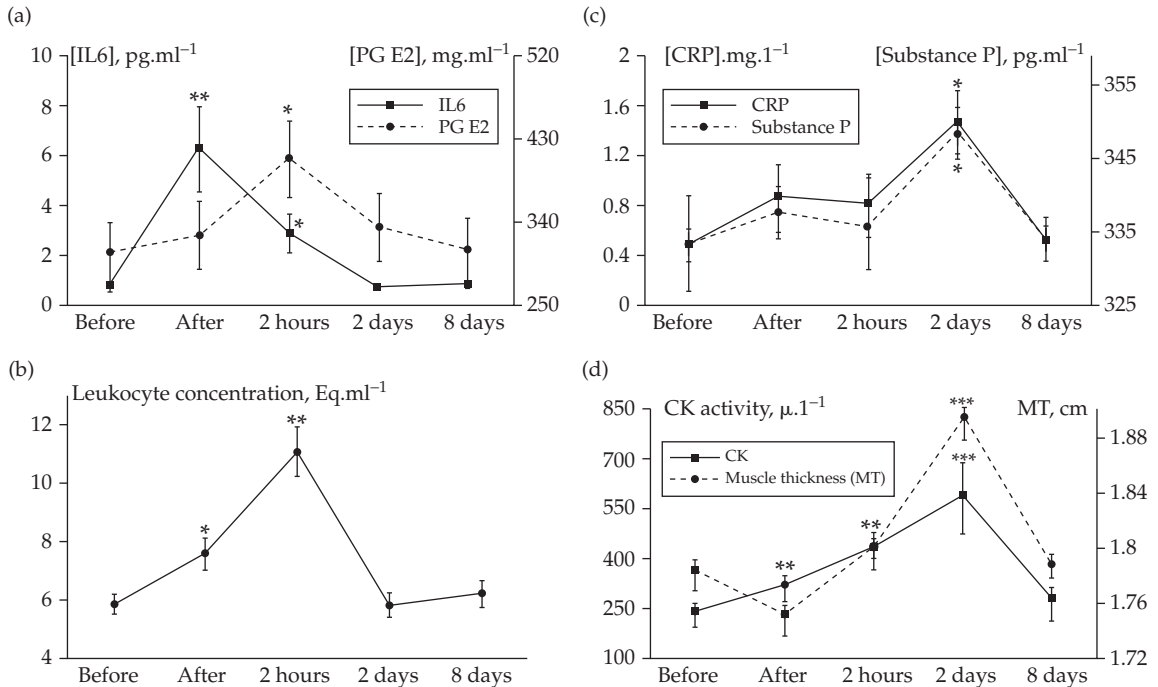 (a)
[IL6], pg.ml⁻¹ [PG E2], mg.ml⁻¹
10 520
8 430
6 340
4 250
2
0
** * *
IL6
PG E2
Before After 2 hours 2 days 8 days
(c)
[CRP].mg.1⁻¹ [Substance P], pg.ml⁻¹
2 355
1.6 345
1.2 335
0.8 325
0.4
0
* *
CRP
Substance P
Before After 2 hours 2 days 8 days
(b)
Leukocyte concentration, Eq.ml⁻¹
12
10
8
6
4
* **
Before After 2 hours 2 days 8 days
(d)
CK activity, μ.1⁻¹ MT, cm
850 1.88
700 1.84
550 1.8
400 1.76
250 1.72
100
** ** *** ***
CK
Muscle thickness (MT)
Before After 2 hours 2 days 8 days